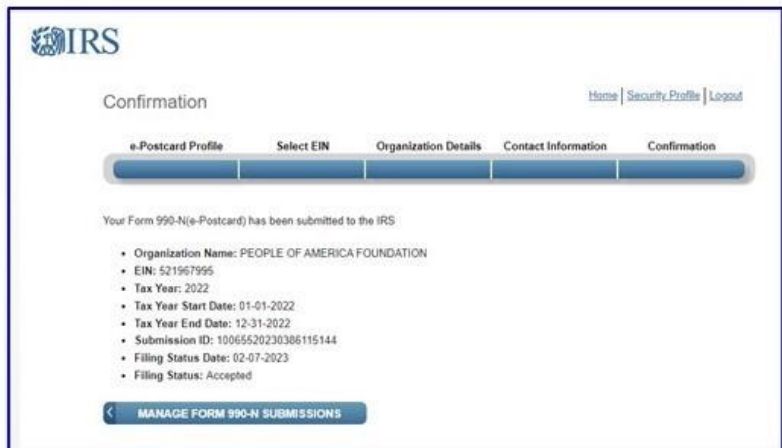 IRS
Confirmation
Home | Security Profile | Logout
e-Postcard Profile Select EIN Organization Details Contact Information Confirmation
Your Form 990-N(e-Postcard) has been submitted to the IRS
• Organization Name: PEOPLE OF AMERICA FOUNDATION
• EIN: 521967995
• Tax Year: 2022
• Tax Year Start Date: 01-01-2022
• Tax Year End Date: 12-31-2022
• Submission ID: 10065520230386115144
• Filing Status Date: 02-07-2023
• Filing Status: Accepted
MANAGE FORM 990-N SUBMISSIONS